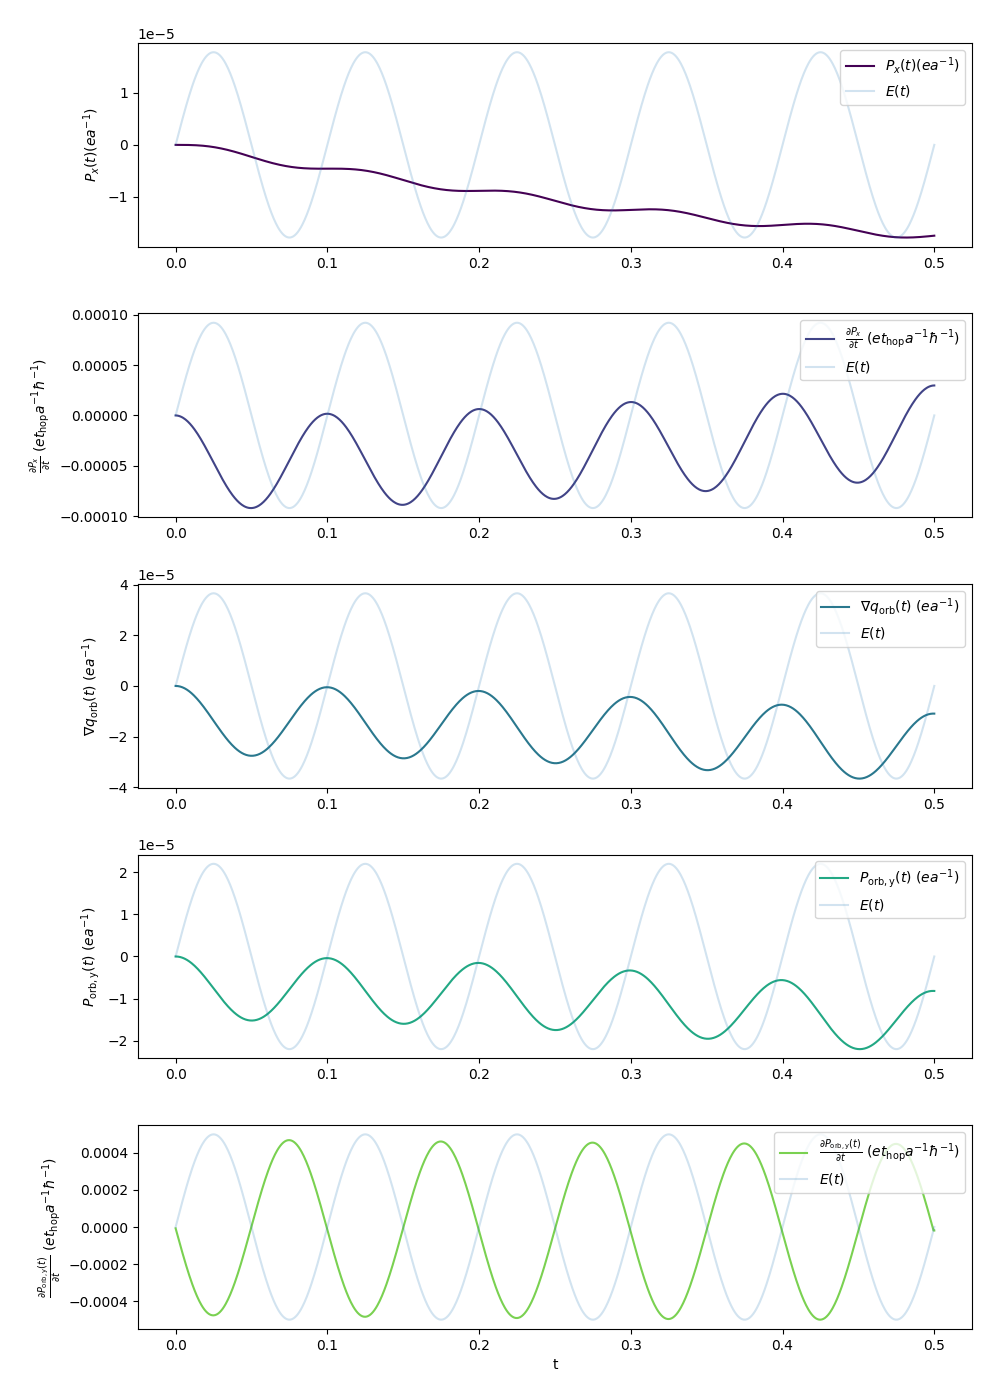 1e−5
P_x(t)(ea⁻¹)
1
0
−1
P_x(t)(ea⁻¹)
E(t)
0.0 0.1 0.2 0.3 0.4 0.5
∂P_x/∂t (et_hop a⁻¹ħ⁻¹)
0.00010
0.00005
0.00000
−0.00005
−0.00010
∂P_x/∂t (et_hop a⁻¹ħ⁻¹)
E(t)
0.0 0.1 0.2 0.3 0.4 0.5
1e−5
∇q_orb(t) (ea⁻¹)
4
2
0
−2
−4
∇q_orb(t) (ea⁻¹)
E(t)
0.0 0.1 0.2 0.3 0.4 0.5
1e−5
P_orb,y(t) (ea⁻¹)
2
1
0
−1
−2
P_orb,y(t) (ea⁻¹)
E(t)
0.0 0.1 0.2 0.3 0.4 0.5
∂P_orb,y(t)/∂t (et_hop a⁻¹ħ⁻¹)
0.0004
0.0002
0.0000
−0.0002
−0.0004
∂P_orb,y(t)/∂t (et_hop a⁻¹ħ⁻¹)
E(t)
0.0 0.1 0.2 0.3 0.4 0.5
t